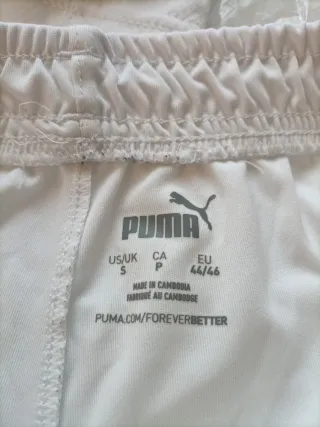 PUMA
US/UK CA EU
S P 44/46
MADE IN CAMBODIA
FABRIQUÉ AU CAMBODGE
PUMA.COM/FOREVERBETTER